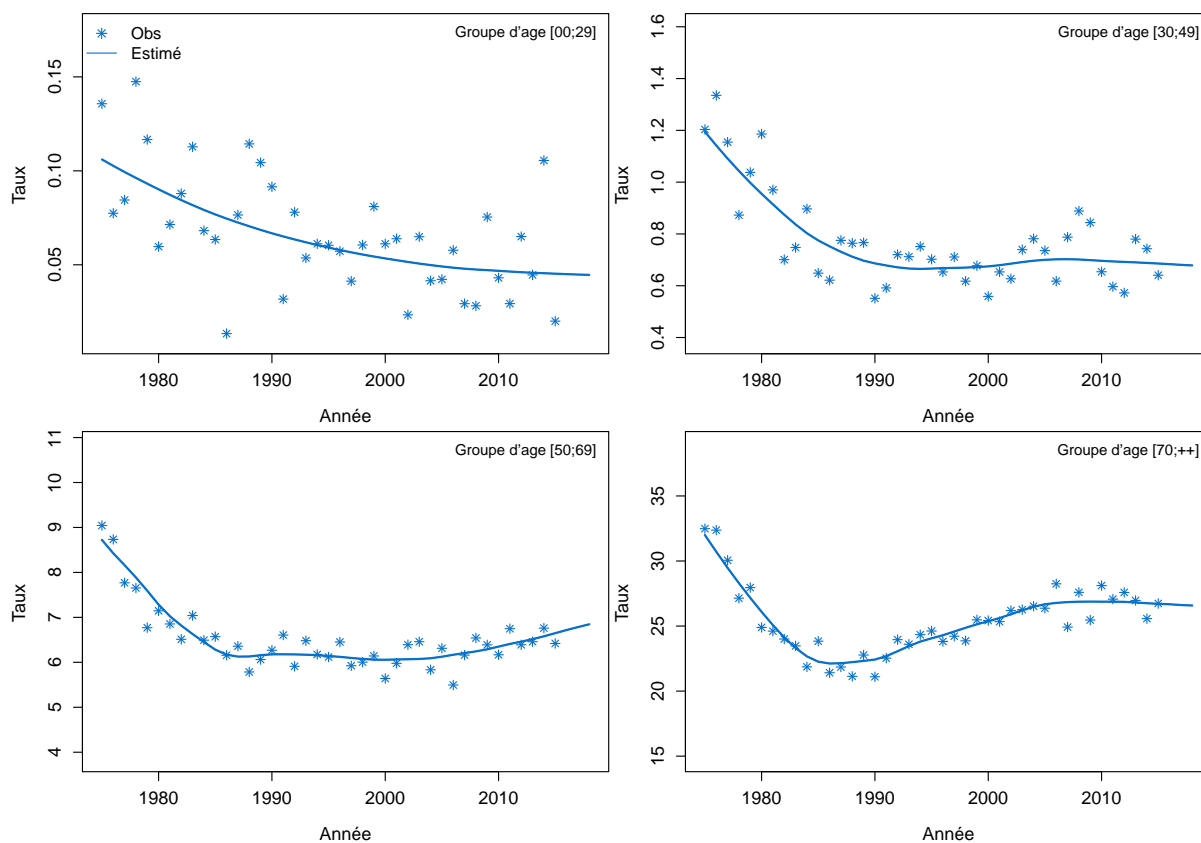 Obs
Estimé
Groupe d'age [00;29]
Taux
0.15
0.10
0.05
1980 1990 2000 2010
Année
Groupe d'age [30;49]
Taux
1.6
1.4
1.2
1.0
0.8
0.6
0.4
1980 1990 2000 2010
Année
Groupe d'age [50;69]
Taux
11
10
9
8
7
6
5
4
1980 1990 2000 2010
Année
Groupe d'age [70;++]
Taux
35
30
25
20
15
1980 1990 2000 2010
Année